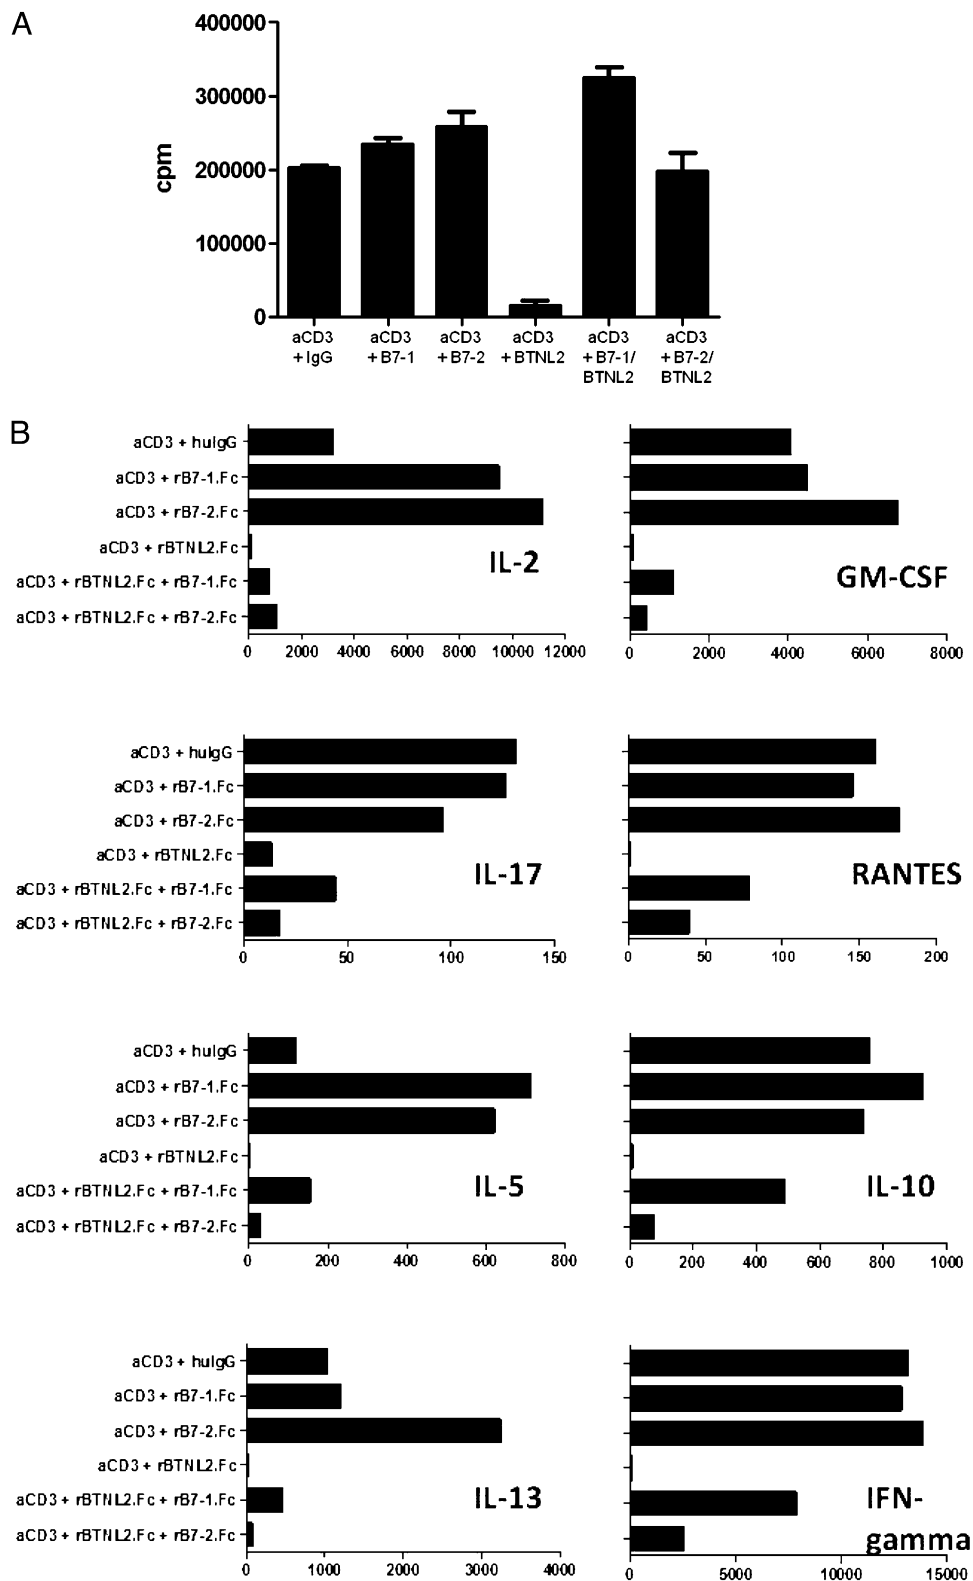 A
400000
300000
200000
100000
0
cpm
aCD3 + IgG
aCD3 + B7-1
aCD3 + B7-2
aCD3 + BTNL2
aCD3 + B7-1/ BTNL2
aCD3 + B7-2/ BTNL2
B
aCD3 + huIgG
aCD3 + rB7-1.Fc
aCD3 + rB7-2.Fc
aCD3 + rBTNL2.Fc
aCD3 + rBTNL2.Fc + rB7-1.Fc
aCD3 + rBTNL2.Fc + rB7-2.Fc
IL-2
0 2000 4000 6000 8000 10000 12000
GM-CSF
0 2000 4000 6000 8000
aCD3 + huIgG
aCD3 + rB7-1.Fc
aCD3 + rB7-2.Fc
aCD3 + rBTNL2.Fc
aCD3 + rBTNL2.Fc + rB7-1.Fc
aCD3 + rBTNL2.Fc + rB7-2.Fc
IL-17
0 50 100 150
RANTES
0 50 100 150 200
aCD3 + huIgG
aCD3 + rB7-1.Fc
aCD3 + rB7-2.Fc
aCD3 + rBTNL2.Fc
aCD3 + rBTNL2.Fc + rB7-1.Fc
aCD3 + rBTNL2.Fc + rB7-2.Fc
IL-5
0 200 400 600 800
IL-10
0 200 400 600 800 1000
aCD3 + huIgG
aCD3 + rB7-1.Fc
aCD3 + rB7-2.Fc
aCD3 + rBTNL2.Fc
aCD3 + rBTNL2.Fc + rB7-1.Fc
aCD3 + rBTNL2.Fc + rB7-2.Fc
IL-13
0 1000 2000 3000 4000
IFN-
gamma
0 5000 10000 15000